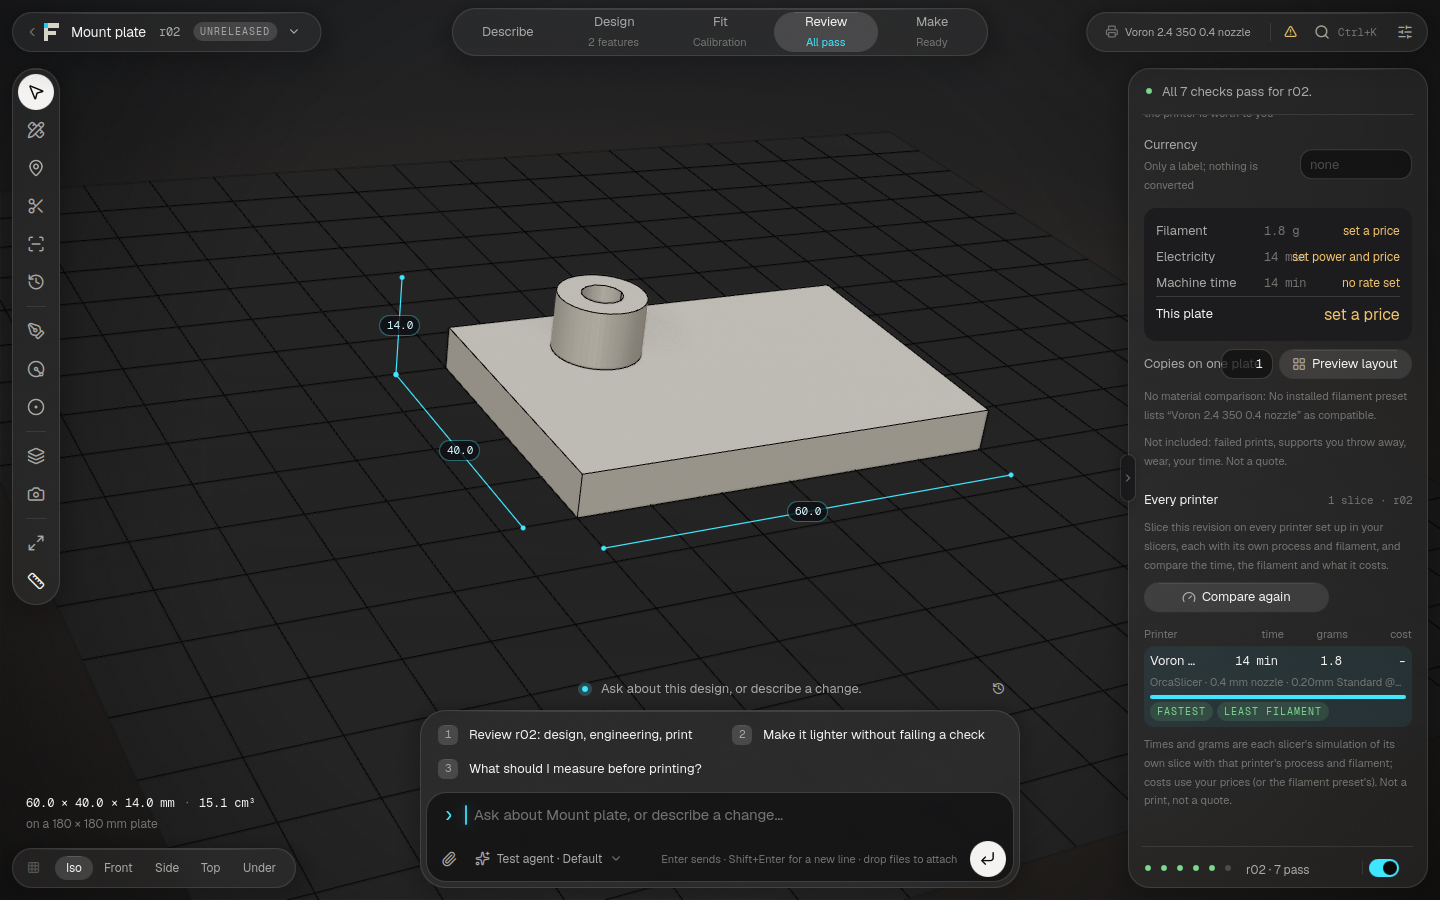 Mount plate r02 UNRELEASED
Describe
Design
2 features
Fit
Calibration
Review
All pass
Make
Ready
Voron 2.4 350 0.4 nozzle
Ctrl+K
All 7 checks pass for r02.
the printer is worth to you
Currency
Only a label; nothing is
converted
none
Filament 1.8 g set a price
Electricity 14 min set power and price
Machine time 14 min no rate set
This plate set a price
Copies on one plate 1 Preview layout
No material comparison: No installed filament preset
lists “Voron 2.4 350 0.4 nozzle” as compatible.
Not included: failed prints, supports you throw away,
wear, your time. Not a quote.
Every printer 1 slice · r02
Slice this revision on every printer set up in your
slicers, each with its own process and filament, and
compare the time, the filament and what it costs.
Compare again
Printer time grams cost
Voron … 14 min 1.8 –
OrcaSlicer · 0.4 mm nozzle · 0.20mm Standard @…
FASTEST LEAST FILAMENT
Times and grams are each slicer's simulation of its
own slice with that printer's process and filament;
costs use your prices (or the filament preset's). Not a
print, not a quote.
r02 · 7 pass
14.0
40.0
60.0
Ask about this design, or describe a change.
1 Review r02: design, engineering, print
2 Make it lighter without failing a check
3 What should I measure before printing?
Ask about Mount plate, or describe a change…
Test agent · Default
Enter sends · Shift+Enter for a new line · drop files to attach
60.0 × 40.0 × 14.0 mm · 15.1 cm³
on a 180 × 180 mm plate
Iso Front Side Top Under